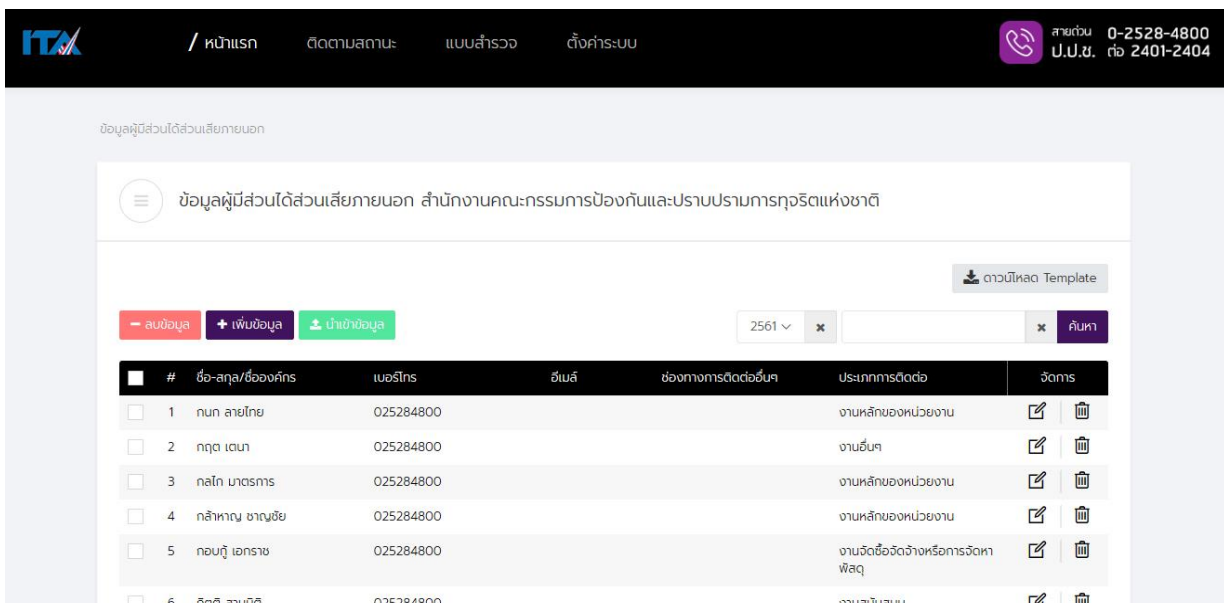 ITA / หน้าแรก ติดตามสถานะ แบบสำรวจ ตั้งค่าระบบ สายด่วน 0-2528-4800
ป.ป.ช. ต่อ 2401-2404
ข้อมูลผู้มีส่วนได้ส่วนเสียภายนอก
ข้อมูลผู้มีส่วนได้ส่วนเสียภายนอก สำนักงานคณะกรรมการป้องกันและปราบปรามการทุจริตแห่งชาติ
ดาวน์โหลด Template
ลบข้อมูล เพิ่มข้อมูล นำเข้าข้อมูล 2561 ค้นหา
# ชื่อ-สกุล/ชื่อองค์กร เบอร์โทร อีเมล์ ช่องทางการติดต่ออื่นๆ ประเภทการติดต่อ จัดการ
1 กนก ลายไทย 025284800 งานหลักของหน่วยงาน
2 กฤต เตนา 025284800 งานอื่นๆ
3 กลไก มาตรการ 025284800 งานหลักของหน่วยงาน
4 กล้าหาญ ชาญชัย 025284800 งานหลักของหน่วยงาน
5 กอบกู้ เอกราช 025284800 งานจัดซื้อจัดจ้างหรือการจัดหา
พัสดุ
6 025284800